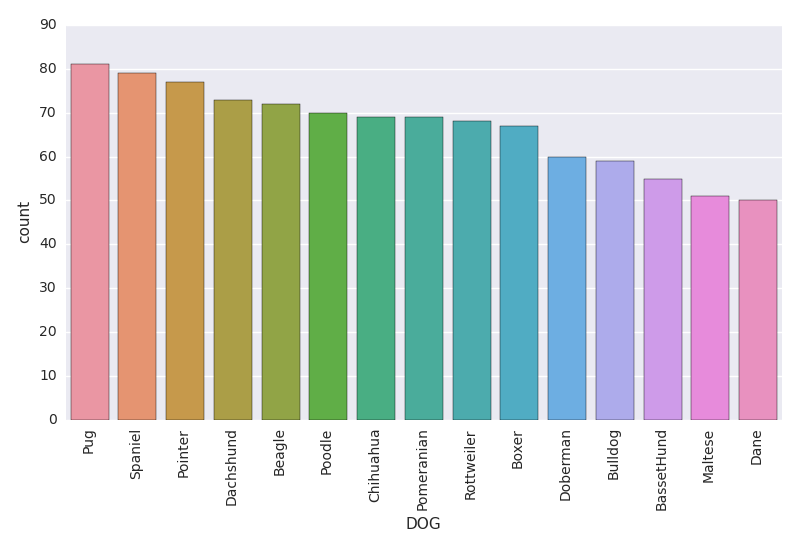 90
80
70
60
50
40
30
20
10
0
count
Pug
Spaniel
Pointer
Dachshund
Beagle
Poodle
Chihuahua
Pomeranian
Rottweiler
Boxer
Doberman
Bulldog
BassetHund
Maltese
Dane
DOG